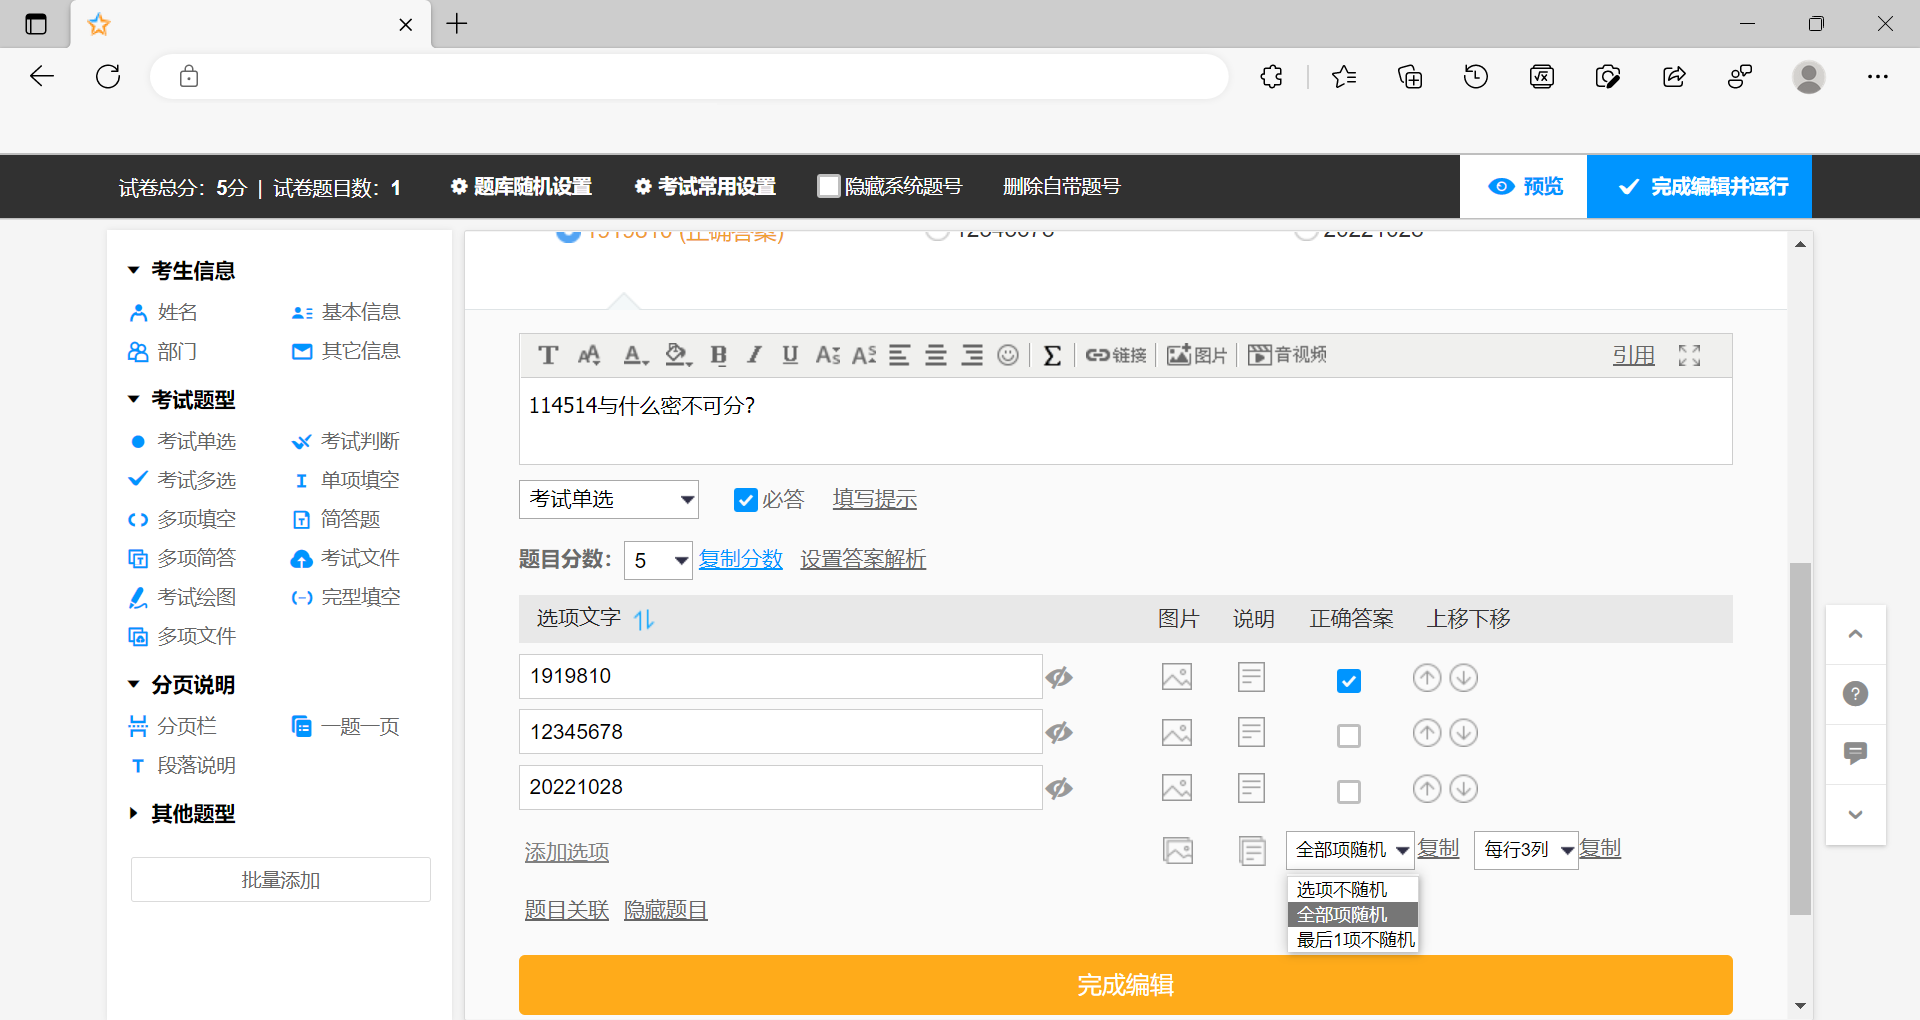 试卷总分：5分 | 试卷题目数：1 题库随机设置 考试常用设置 隐藏系统题号 删除自带题号 预览 完成编辑并运行
考生信息
姓名 基本信息
部门 其它信息
考试题型
考试单选 考试判断
考试多选 单项填空
多项填空 简答题
多项简答 考试文件
考试绘图 完型填空
多项文件
分页说明
分页栏 一题一页
段落说明
其他题型
批量添加
1919810 (正确答案) 12345678 20221028
链接 图片 音视频 引用
114514与什么密不可分？
考试单选 必答 填写提示
题目分数： 5 复制分数 设置答案解析
选项文字 图片 说明 正确答案 上移下移
1919810
12345678
20221028
添加选项 全部项随机 复制 每行3列 复制
选项不随机
全部项随机
最后1项不随机
题目关联 隐藏题目
完成编辑